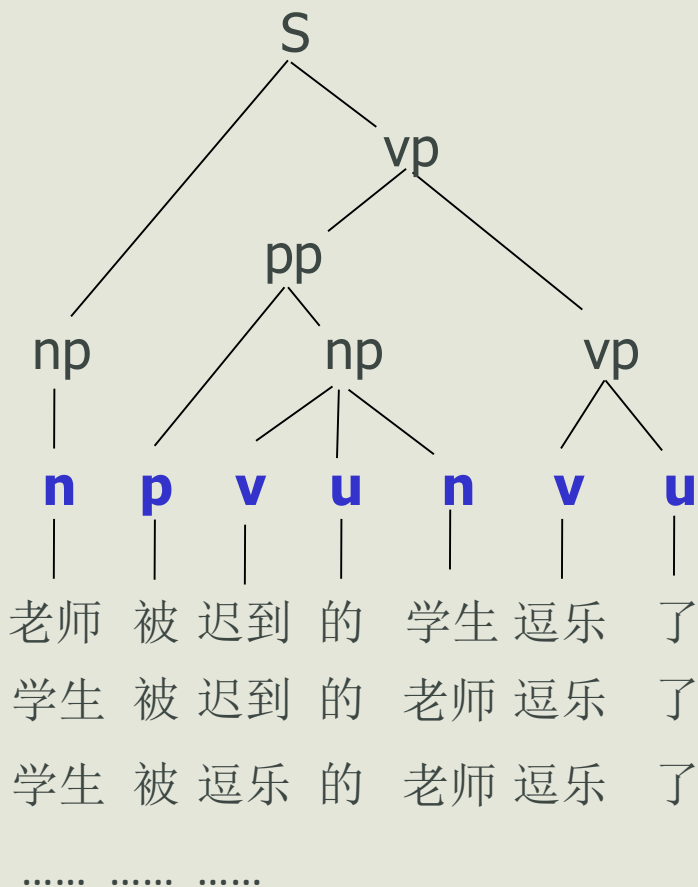 S
vp
pp
np np vp
n p v u n v u
老师 被 迟到 的 学生 逗乐 了
学生 被 迟到 的 老师 逗乐 了
学生 被 逗乐 的 老师 逗乐 了
…… …… ……